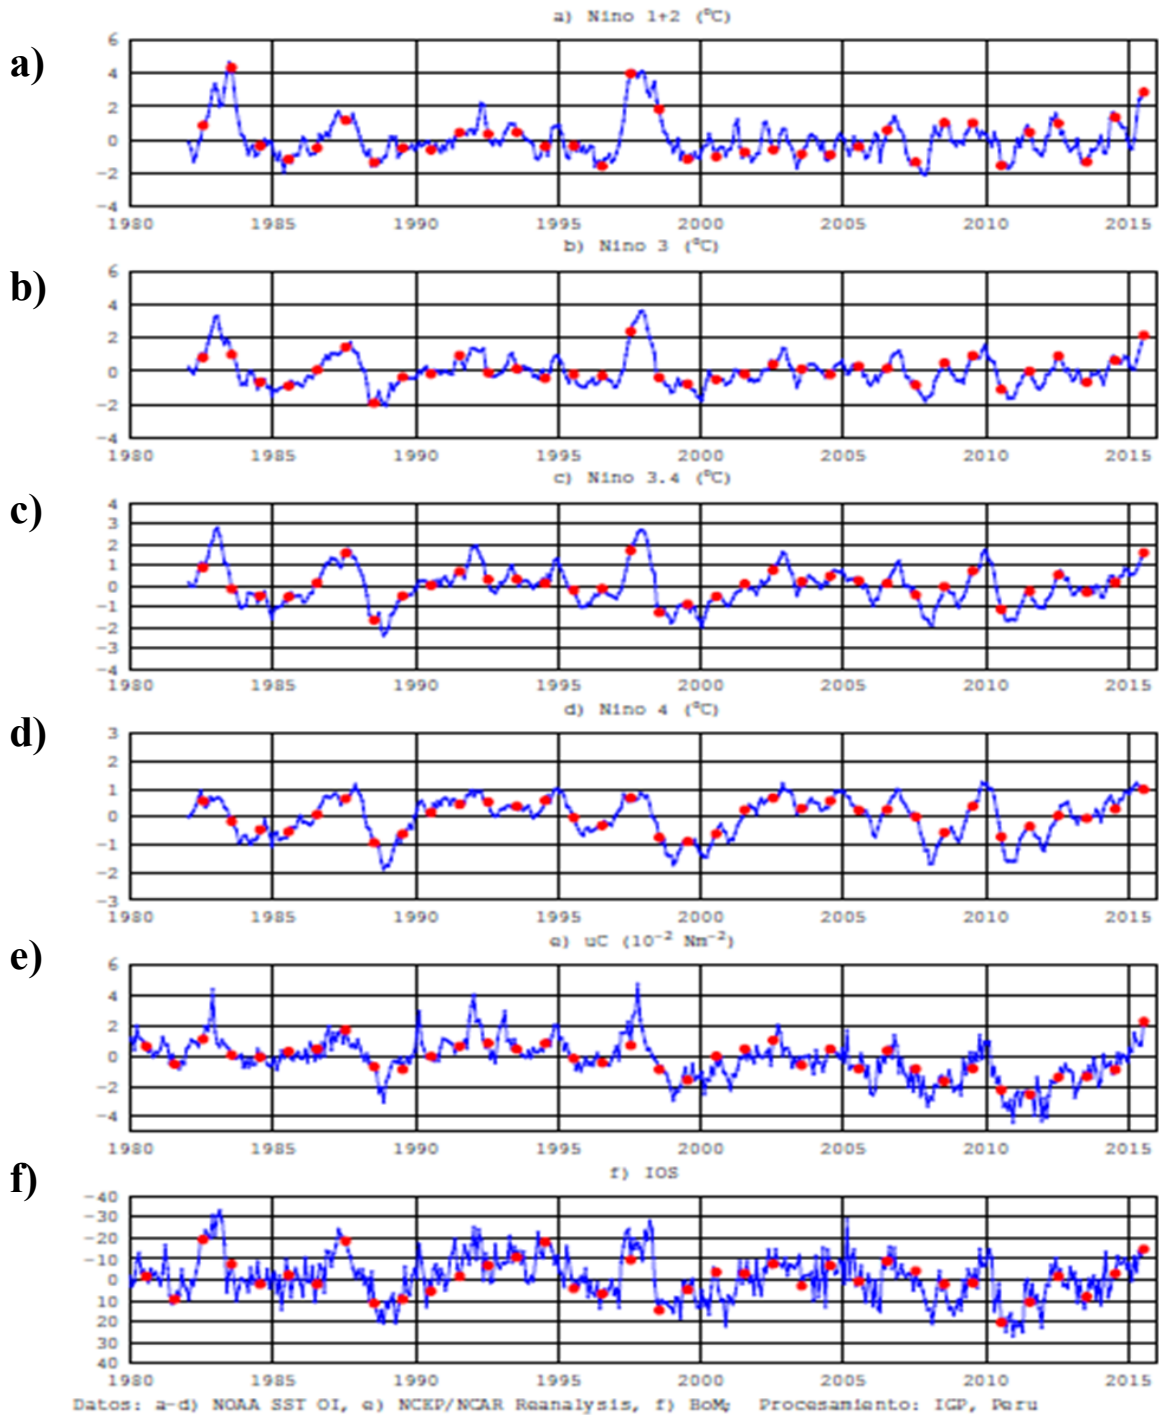 a) Nino 1+2 (°C)
a)
6
4
2
0
-2
-4
1980 1985 1990 1995 2000 2005 2010 2015
b) Nino 3 (°C)
b)
6
4
2
0
-2
-4
1980 1985 1990 1995 2000 2005 2010 2015
c) Nino 3.4 (°C)
c)
4
3
2
1
0
-1
-2
-3
-4
1980 1985 1990 1995 2000 2005 2010 2015
d) Nino 4 (°C)
d)
3
2
1
0
-1
-2
-3
1980 1985 1990 1995 2000 2005 2010 2015
e) uC (10⁻² Nm⁻²)
e)
6
4
2
0
-2
-4
1980 1985 1990 1995 2000 2005 2010 2015
f) IOS
f)
-40
-30
-20
-10
0
10
20
30
40
1980 1985 1990 1995 2000 2005 2010 2015
Datos: a-d) NOAA SST OI, e) NCEP/NCAR Reanalysis, f) BoM; Procesamiento: IGP, Peru